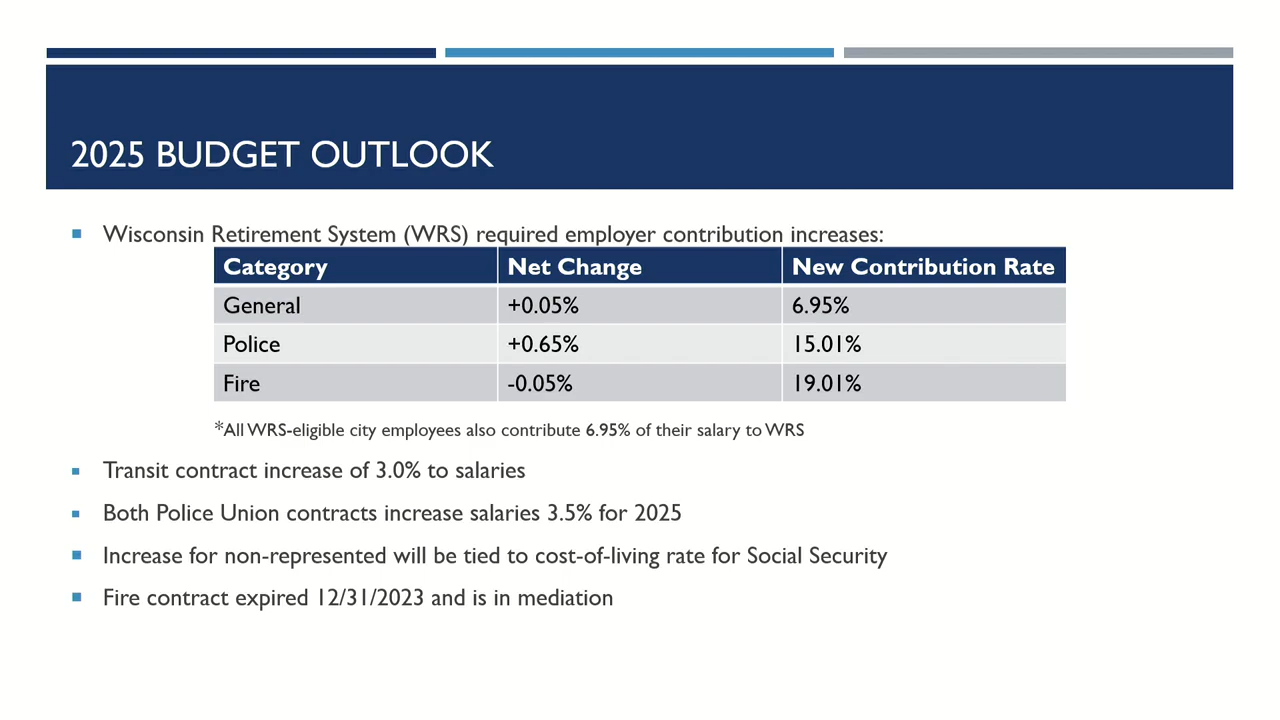 2025 BUDGET OUTLOOK
Wisconsin Retirement System (WRS) required employer contribution increases:
Category Net Change New Contribution Rate
General +0.05% 6.95%
Police +0.65% 15.01%
Fire -0.05% 19.01%
*All WRS-eligible city employees also contribute 6.95% of their salary to WRS
Transit contract increase of 3.0% to salaries
Both Police Union contracts increase salaries 3.5% for 2025
Increase for non-represented will be tied to cost-of-living rate for Social Security
Fire contract expired 12/31/2023 and is in mediation